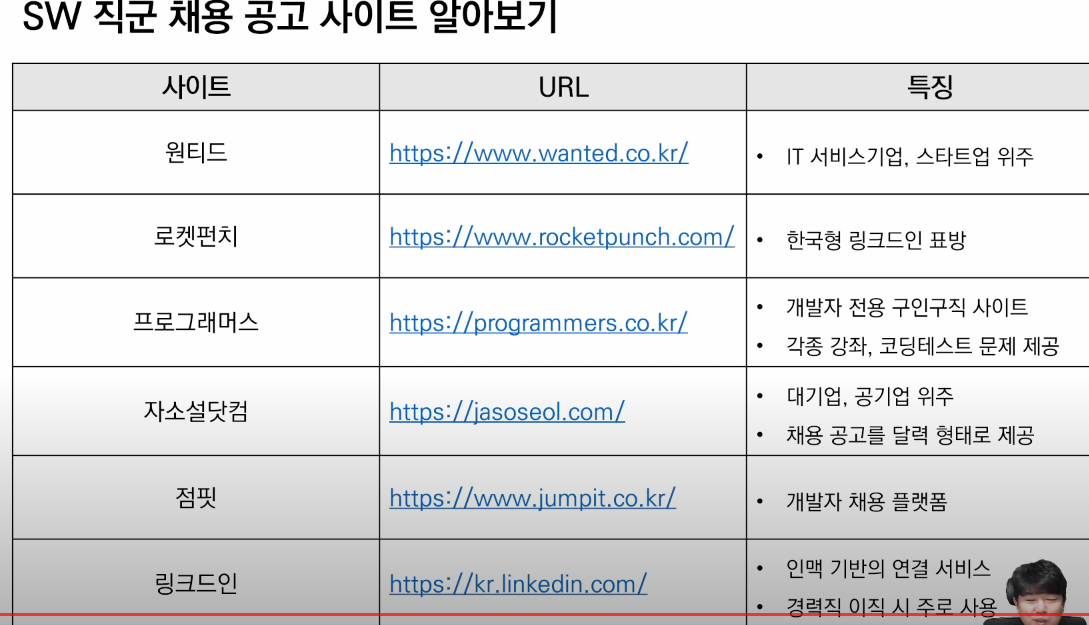 SW 직군 채용 공고 사이트 알아보기
사이트 URL 특징
원티드 https://www.wanted.co.kr/ • IT 서비스기업, 스타트업 위주
로켓펀치 https://www.rocketpunch.com/ • 한국형 링크드인 표방
프로그래머스 https://programmers.co.kr/ • 개발자 전용 구인구직 사이트
• 각종 강좌, 코딩테스트 문제 제공
자소설닷컴 https://jasoseol.com/ • 대기업, 공기업 위주
• 채용 공고를 달력 형태로 제공
점핏 https://www.jumpit.co.kr/ • 개발자 채용 플랫폼
링크드인 https://kr.linkedin.com/ • 인맥 기반의 연결 서비스
• 경력직 이직 시 주로 사용